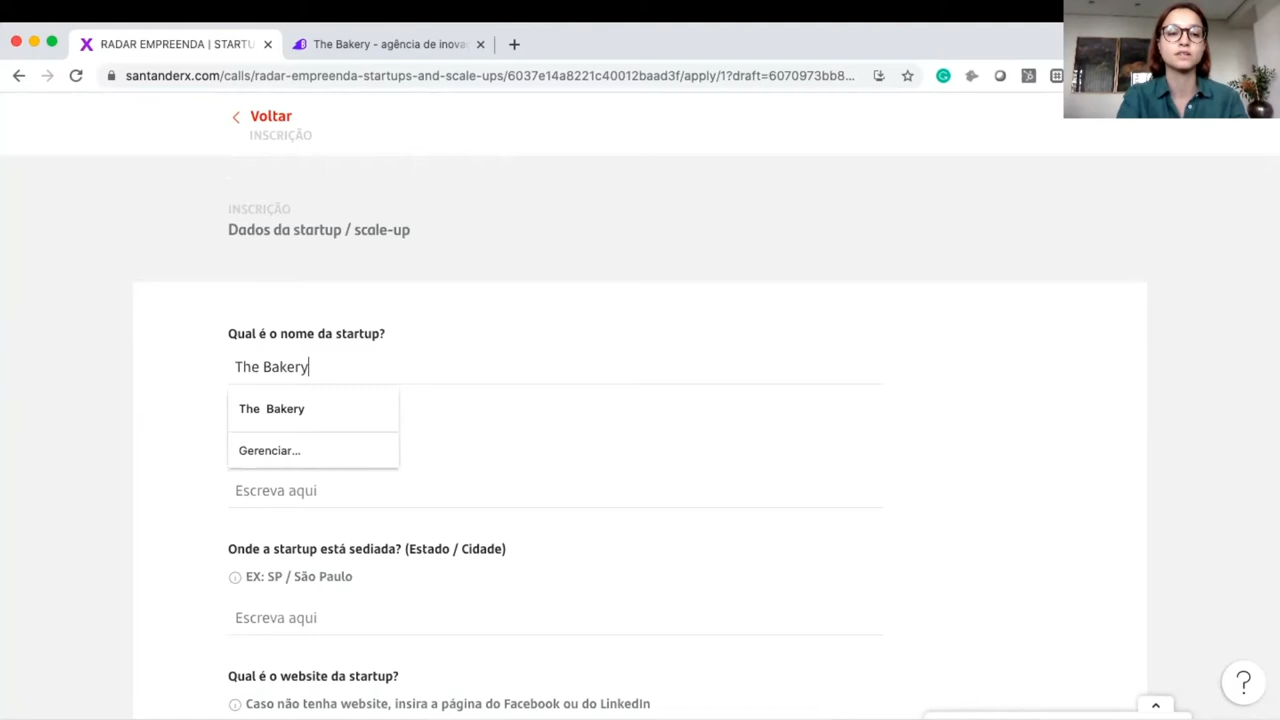 RADAR EMPREENDA | STARTU
The Bakery - agência de inova
santanderx.com/calls/radar-empreenda-startups-and-scale-ups/6037e14a8221c40012baad3f/apply/1?draft=6070973bb8...
Voltar
INSCRIÇÃO
INSCRIÇÃO
Dados da startup / scale-up
Qual é o nome da startup?
The Bakery
The Bakery
Gerenciar...
Escreva aqui
Onde a startup está sediada? (Estado / Cidade)
EX: SP / São Paulo
Escreva aqui
Qual é o website da startup?
Caso não tenha website, insira a página do Facebook ou do LinkedIn
?